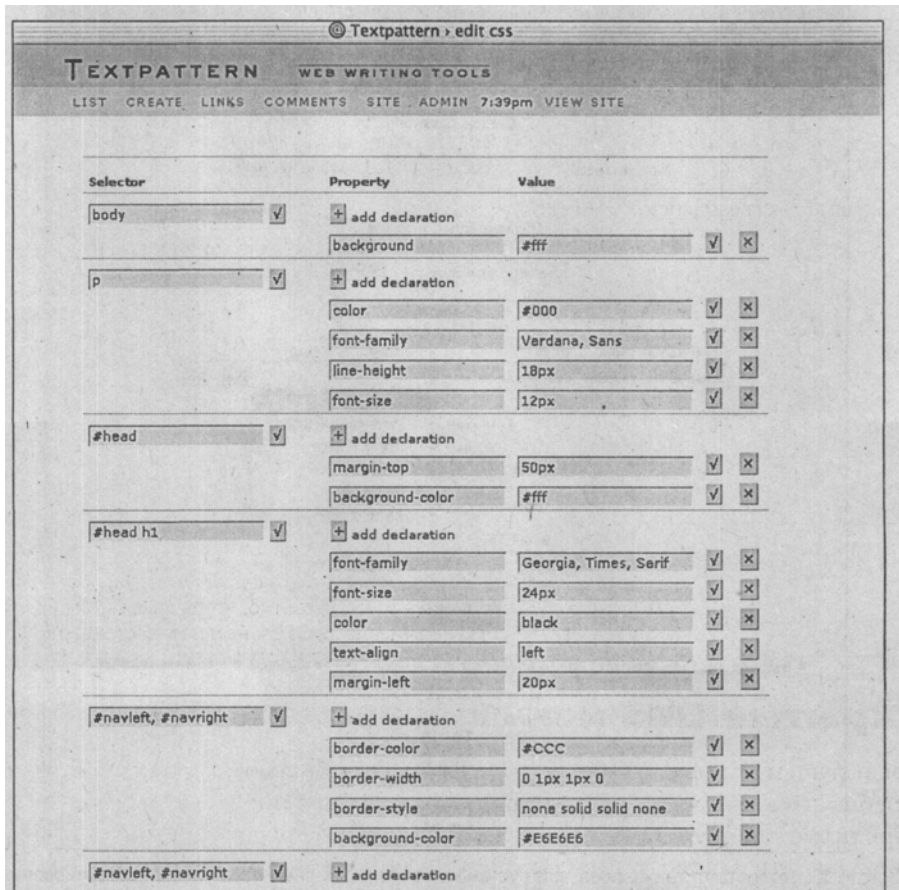 Textpattern › edit css
TEXTPATTERN WEB WRITING TOOLS
LIST CREATE LINKS COMMENTS SITE ADMIN 7:39pm VIEW SITE
Selector Property Value
body √ + add declaration
background #fff √ ×
p √ + add declaration
color #000 √ ×
font-family Verdana, Sans √ ×
line-height 18px √ ×
font-size 12px √ ×
#head √ + add declaration
margin-top 50px √ ×
background-color #fff √ ×
#head h1 √ + add declaration
font-family Georgia, Times, Serif √ ×
font-size 24px √ ×
color black √ ×
text-align left √ ×
margin-left 20px √ ×
#navleft, #navright √ + add declaration
border-color #CCC √ ×
border-width 0 1px 1px 0 √ ×
border-style none solid solid none √ ×
background-color #E6E6E6 √ ×
#navleft, #navright √ + add declaration